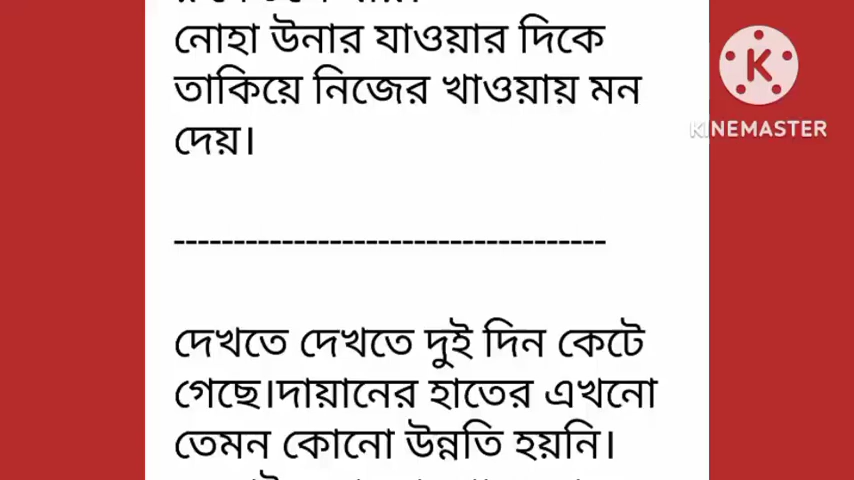 নোহা উনার যাওয়ার দিকে
তাকিয়ে নিজের খাওয়ায় মন
দেয়।
------------------------------------
দেখতে দেখতে দুই দিন কেটে
গেছে।দায়ানের হাতের এখনো
তেমন কোনো উন্নতি হয়নি।
K
KINEMASTER